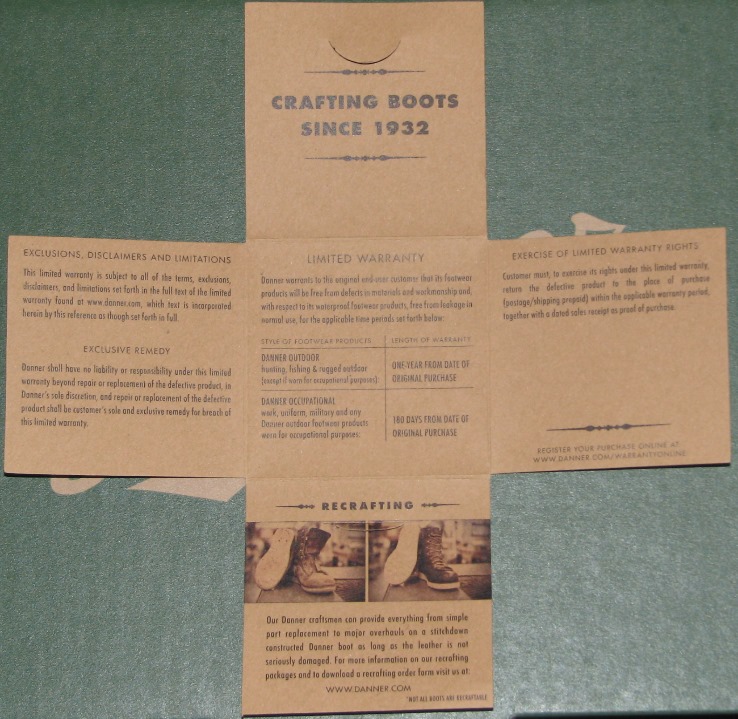 CRAFTING BOOTS
SINCE 1932
EXCLUSIONS, DISCLAIMERS AND LIMITATIONS
This limited warranty is subject to all of the terms, exclusions,
disclaimers, and limitations set forth in the full text of the limited
warranty found at www.danner.com, which text is incorporated
herein by this reference as though set forth in full.
EXCLUSIVE REMEDY
Danner shall have no liability or responsibility under this limited
warranty beyond repair or replacement of the defective product, in
Danner's sole discretion, and repair or replacement of the defective
product shall be customer's sole and exclusive remedy for breach of
this limited warranty.
LIMITED WARRANTY
Danner warrants to the original end-user customer that its footwear
products will be free from defects in materials and workmanship and,
with respect to its waterproof footwear products, free from leakage in
normal use, for the applicable time periods set forth below:
STYLE OF FOOTWEAR PRODUCTS
LENGTH OF WARRANTY
DANNER OUTDOOR
hunting, fishing & rugged outdoor
(except if worn for occupational purposes)
ONE YEAR FROM DATE OF
ORIGINAL PURCHASE
DANNER OCCUPATIONAL
work, uniform, military and any
Danner outdoor footwear products
worn for occupational purposes:
180 DAYS FROM DATE OF
ORIGINAL PURCHASE
EXERCISE OF LIMITED WARRANTY RIGHTS
Customer must, to exercise its rights under this limited warranty,
return the defective product to the place of purchase
(postage/shipping prepaid) within the applicable warranty period,
together with a dated sales receipt as proof of purchase.
REGISTER YOUR PURCHASE ONLINE AT
WWW.DANNER.COM/WARRANTYONLINE
RECRAFTING
Our Danner craftsmen can provide everything from simple
part replacement to major overhauls on a stitchdown
constructed Danner boot as long as the leather is not
seriously damaged. For more information on our recrafting
packages and to download a recrafting order form visit us at:
WWW.DANNER.COM
*NOT ALL BOOTS ARE RECRAFTABLE